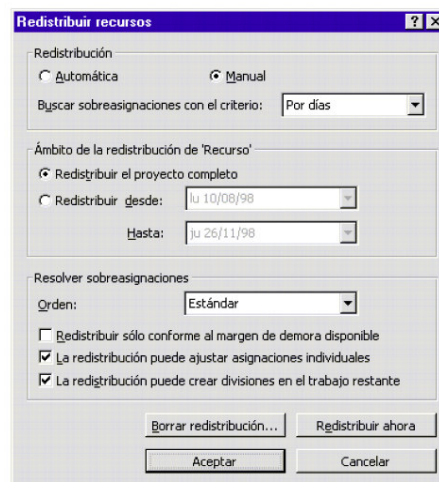 Redistribuir recursos
Redistribución
Automática
Manual
Buscar sobreasignaciones con el criterio:
Por días
Ámbito de la redistribución de 'Recurso'
Redistribuir el proyecto completo
Redistribuir desde:
lu 10/08/98
Hasta:
ju 26/11/98
Resolver sobreasignaciones
Orden:
Estándar
Redistribuir sólo conforme al margen de demora disponible
La redistribución puede ajustar asignaciones individuales
La redistribución puede crear divisiones en el trabajo restante
Borrar redistribución...
Redistribuir ahora
Aceptar
Cancelar